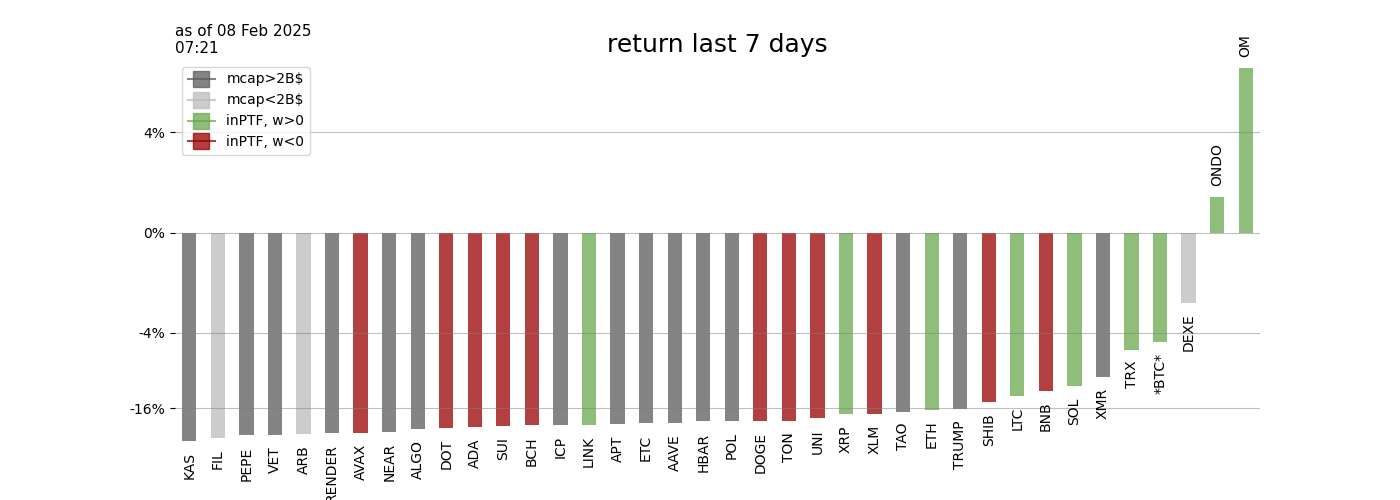 as of 08 Feb 2025
07:21
return last 7 days
mcap>2B$
mcap<2B$
inPTF, w>0
inPTF, w<0
4%
0%
-4%
-16%
KAS
FIL
PEPE
VET
ARB
RENDER
AVAX
NEAR
ALGO
DOT
ADA
SUI
BCH
ICP
LINK
APT
ETC
AAVE
HBAR
POL
DOGE
TON
UNI
XRP
XLM
TAO
ETH
TRUMP
SHIB
LTC
BNB
SOL
XMR
TRX
*BTC*
DEXE
ONDO
OM